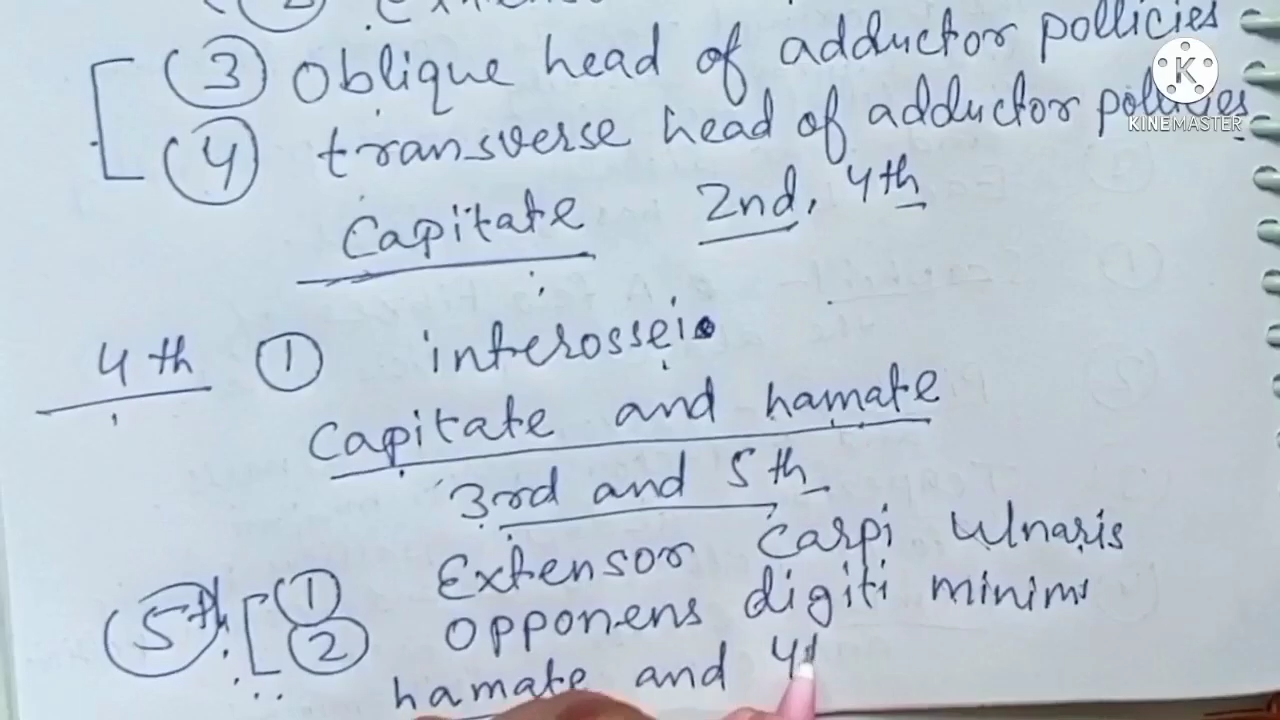 (3) Oblique head of adductor pollicies
(4) transverse head of adductor pollicies
Capitate 2nd, 4th
4th (1) interossei
Capitate and hamate
3rd and 5th
5th (1) Extensor carpi ulnaris
(2) opponens digiti minimi
hamate and 4t
KINEMASTER